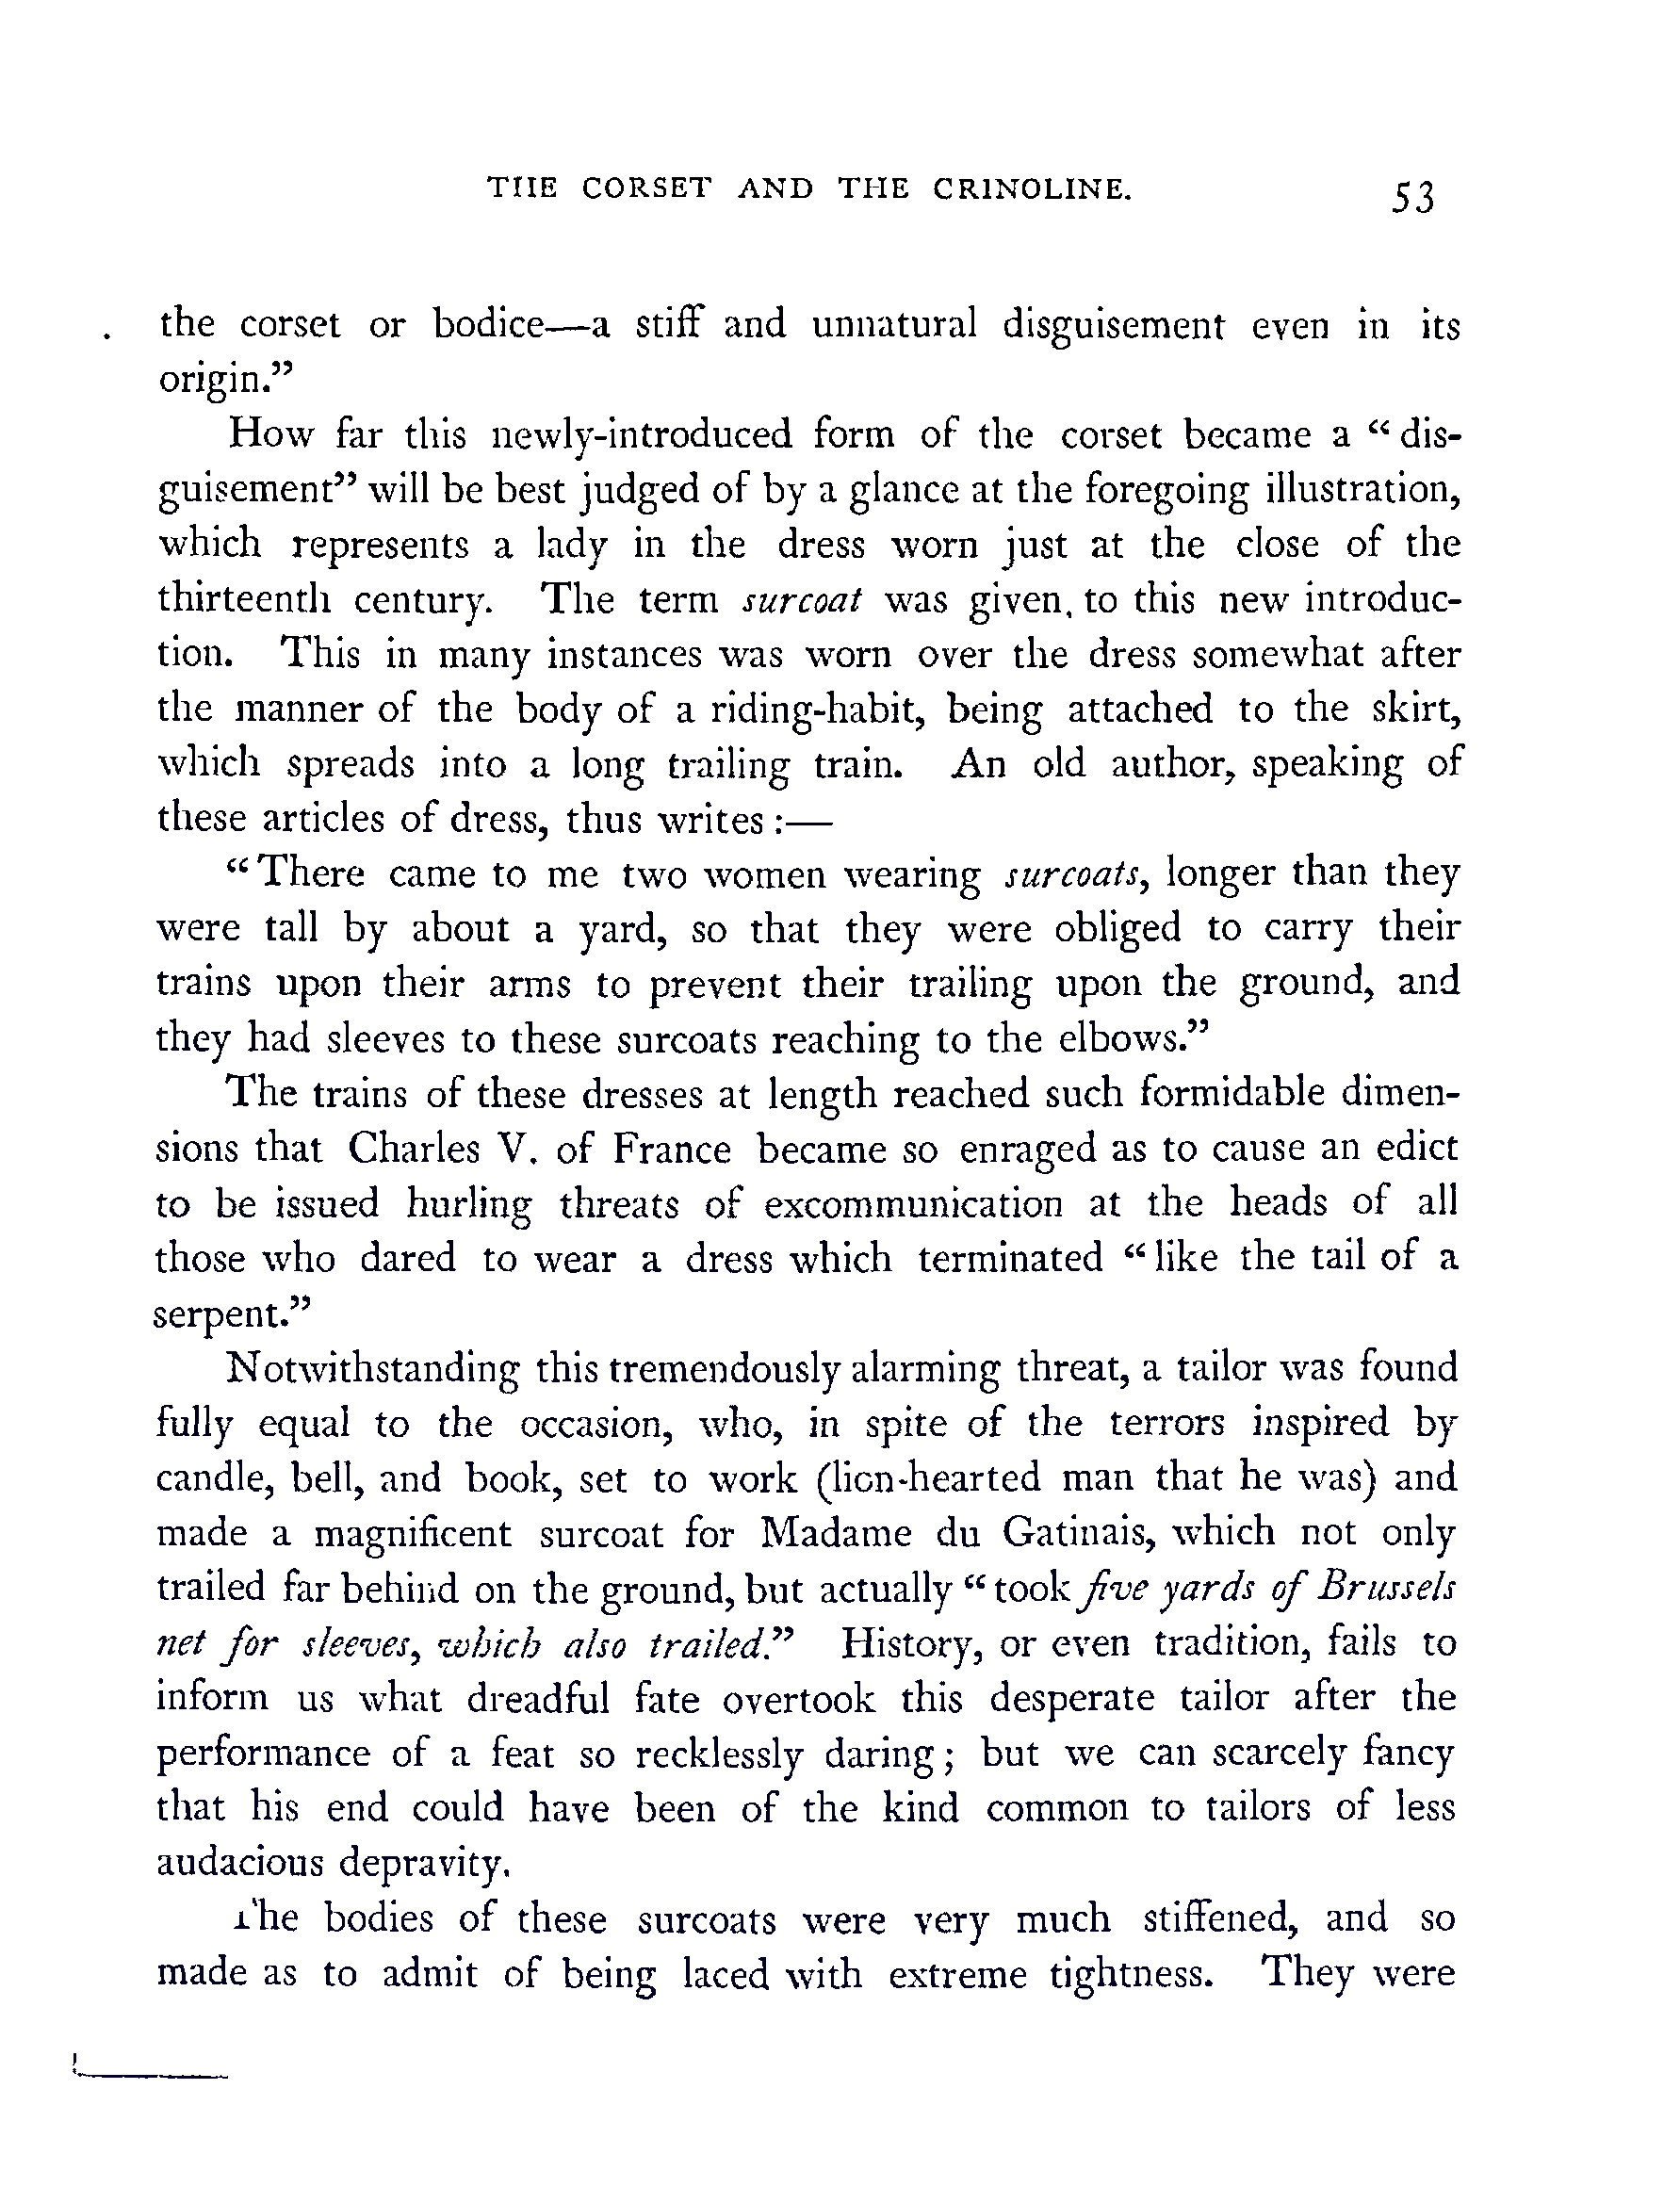 THE CORSET AND THE CRINOLINE. 53
the corset or bodice—a stiff and unnatural disguisement even in its
origin.”
How far this newly-introduced form of the corset became a “dis-
guisement” will be best judged of by a glance at the foregoing illustration,
which represents a lady in the dress worn just at the close of the
thirteenth century. The term surcoat was given, to this new introduc-
tion. This in many instances was worn over the dress somewhat after
the manner of the body of a riding-habit, being attached to the skirt,
which spreads into a long trailing train. An old author, speaking of
these articles of dress, thus writes:—
“There came to me two women wearing surcoats, longer than they
were tall by about a yard, so that they were obliged to carry their
trains upon their arms to prevent their trailing upon the ground, and
they had sleeves to these surcoats reaching to the elbows.”
The trains of these dresses at length reached such formidable dimen-
sions that Charles V. of France became so enraged as to cause an edict
to be issued hurling threats of excommunication at the heads of all
those who dared to wear a dress which terminated “like the tail of a
serpent.”
Notwithstanding this tremendously alarming threat, a tailor was found
fully equal to the occasion, who, in spite of the terrors inspired by
candle, bell, and book, set to work (lion-hearted man that he was) and
made a magnificent surcoat for Madame du Gatinais, which not only
trailed far behind on the ground, but actually “took five yards of Brussels
net for sleeves, which also trailed.” History, or even tradition, fails to
inform us what dreadful fate overtook this desperate tailor after the
performance of a feat so recklessly daring; but we can scarcely fancy
that his end could have been of the kind common to tailors of less
audacious depravity.
The bodies of these surcoats were very much stiffened, and so
made as to admit of being laced with extreme tightness. They were